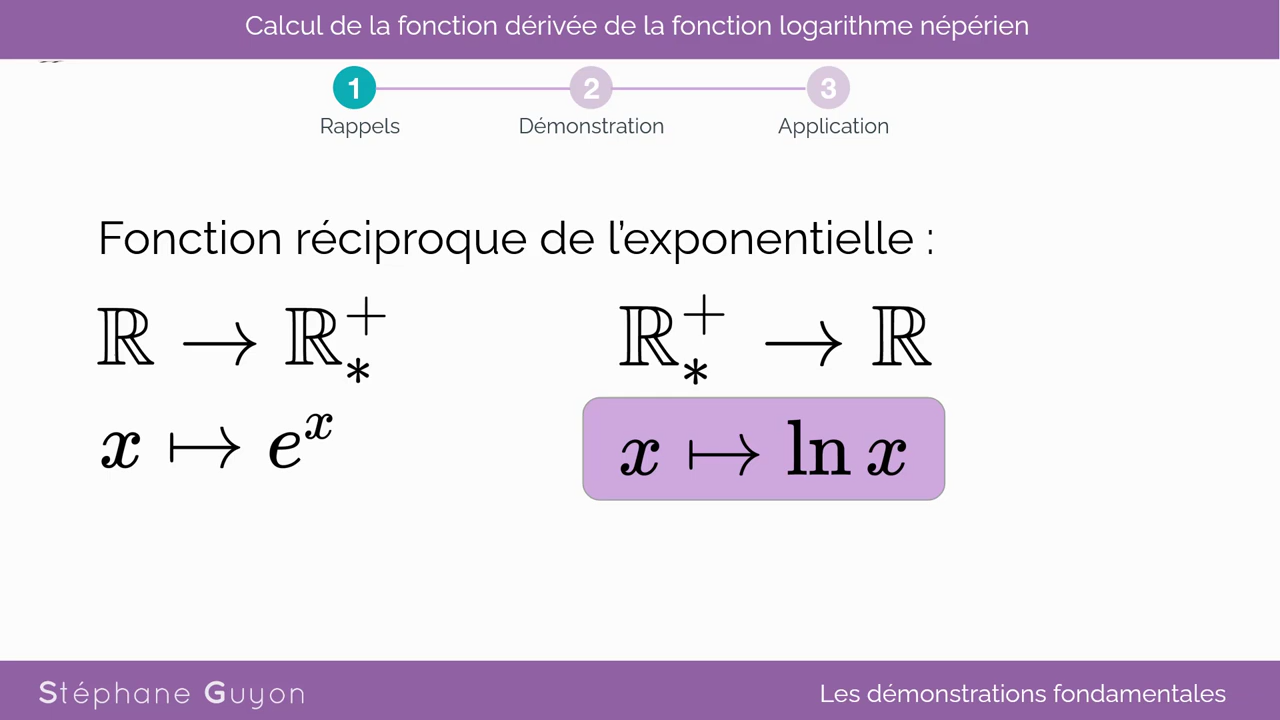 Calcul de la fonction dérivée de la fonction logarithme népérien
1 2 3
Rappels Démonstration Application
Fonction réciproque de l’exponentielle :
ℝ → ℝ₊* ℝ₊* → ℝ
x ↦ eˣ x ↦ ln x
Stéphane Guyon Les démonstrations fondamentales